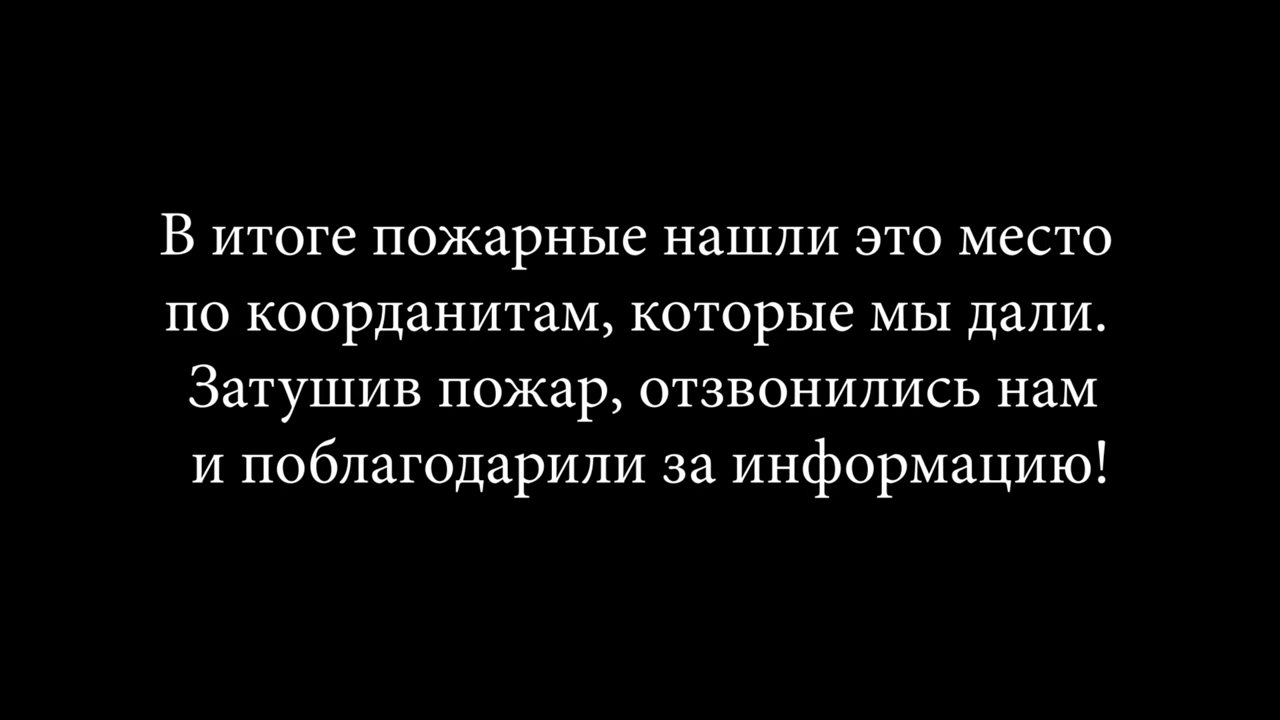 В итоге пожарные нашли это место
по коорданитам, которые мы дали.
Затушив пожар, отзвонились нам
и поблагодарили за информацию!